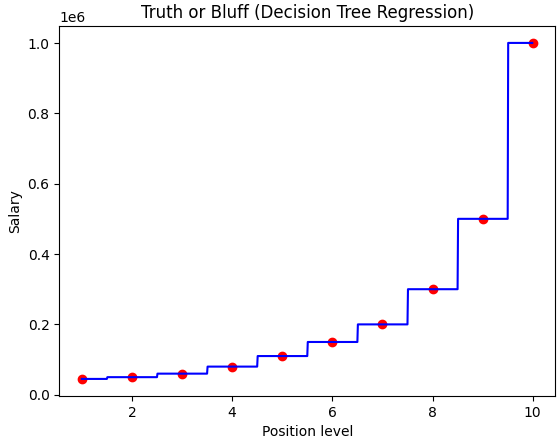 Truth or Bluff (Decision Tree Regression)
1e6
1.0
0.8
0.6
0.4
0.2
0.0
Salary
2 4 6 8 10
Position level